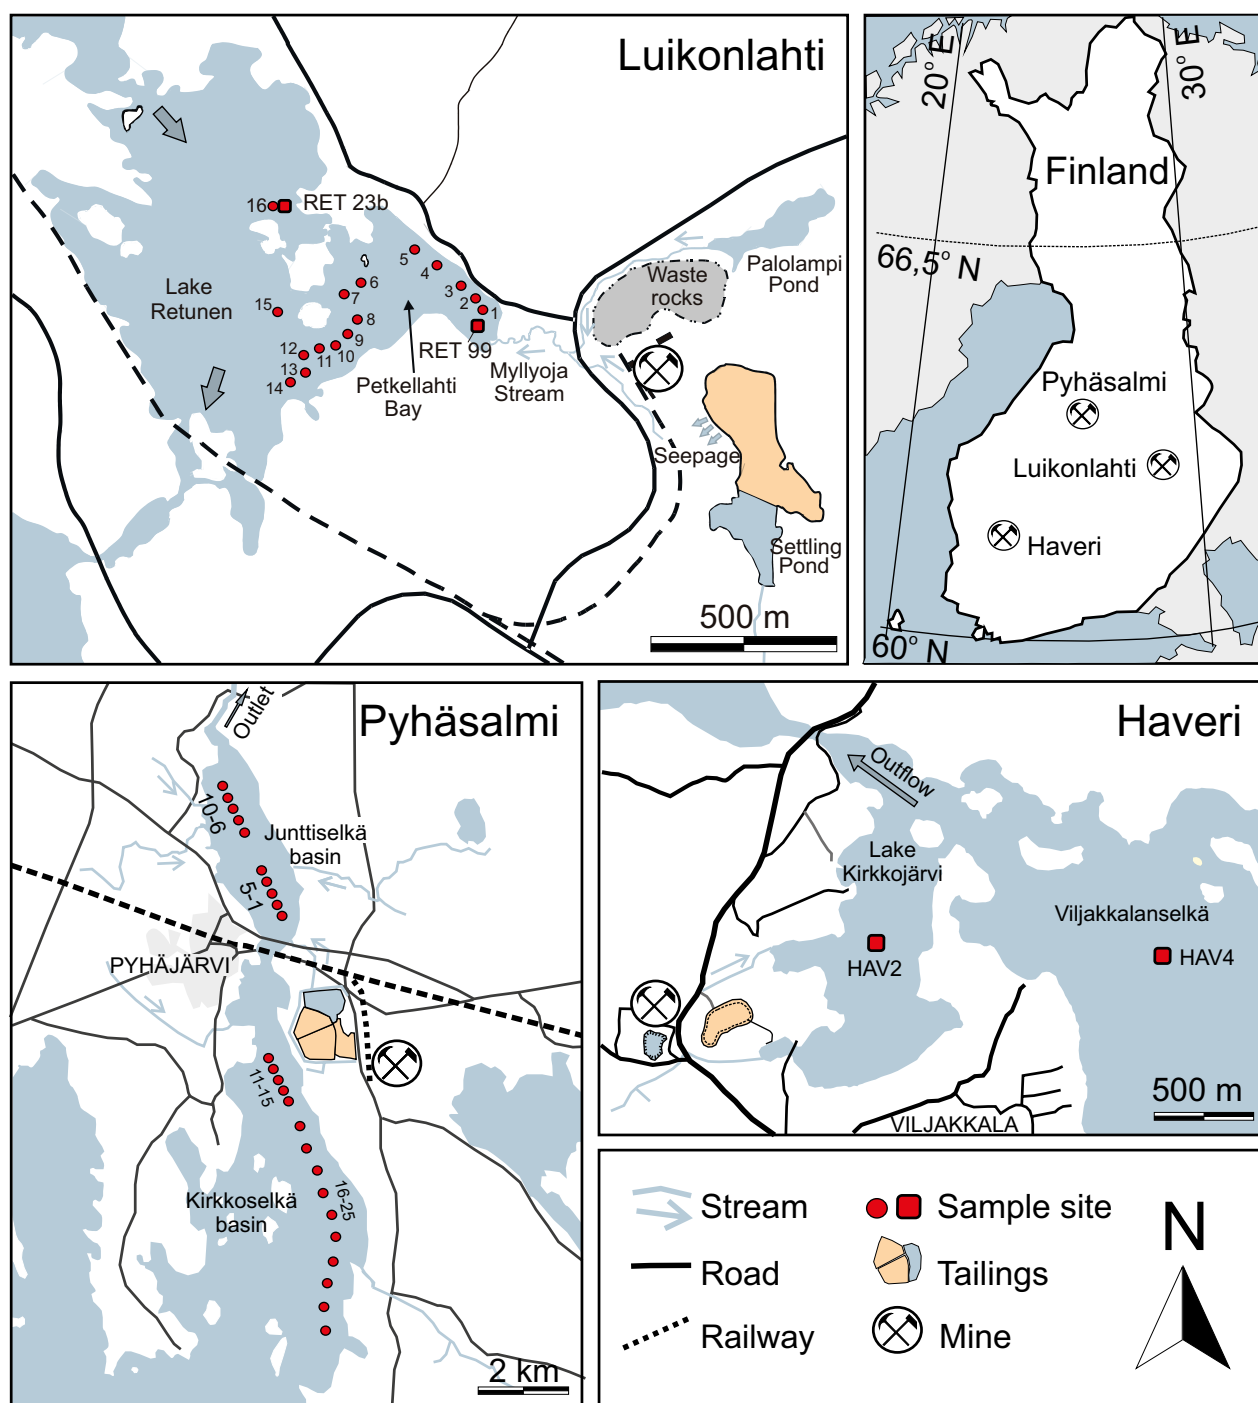 Luikonlahti
16
RET 23b
5
4
3
2
1
6
7
8
9
10
11
12
13
14
15
Lake
Retunen
RET 99
Petkellahti
Bay
Myllyoja
Stream
Waste
rocks
Palolampi
Pond
Seepage
Settling
Pond
500 m
20° E
30° E
Finland
66,5° N
Pyhäsalmi
Luikonlahti
Haveri
60° N
Pyhäsalmi
Outlet
10-6
Junttiselkä
basin
5-1
PYHÄJÄRVI
11-15
16-25
Kirkkoselkä
basin
2 km
Haveri
Outflow
Lake
Kirkkojärvi
Viljakkalanselkä
HAV2
HAV4
500 m
VILJAKKALA
Stream
Sample site
Road
Tailings
Railway
Mine
N